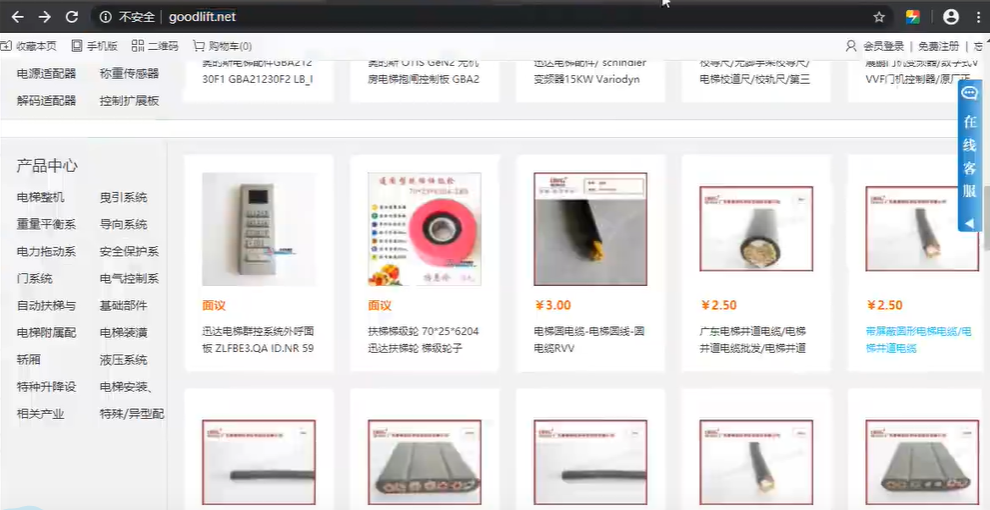 不安全 goodlift.net
收藏本页 手机版 二维码 购物车(0)
会员登录 | 免费注册 |
电源适配器 称重传感器
解码适配器 控制扩展板
奥的斯电梯配件GBA212
30F1 GBA21230F2 LB_I
奥的斯 OTIS GeN2 无机
房电梯抱闸控制板 GBA2
迅达电梯配件/ schindler
变频器15KW Variodyn
校导尺/无脚手架校导尺/
电梯校道尺/校轨尺/第三
展鹏门机变频器/数字式V
VVF门机控制器/原厂正
在线客服
产品中心
电梯整机 曳引系统
重量平衡系 导向系统
电力拖动系 安全保护系
门系统 电气控制系
自动扶梯与 基础部件
电梯附属配 电梯装潢
轿厢 液压系统
特种升降设 电梯安装、
相关产业 特殊/异型配
面议
迅达电梯群控系统外呼面
板 ZLFBE3.QA ID.NR 59
70*25*6204
面议
扶梯梯级轮 70*25*6204
迅达扶梯轮 梯级轮子
¥3.00
电梯圆电缆-电梯圆线-圆
电缆RVV
¥2.50
广东电梯井道电缆/电梯
井道电缆批发/电梯井道
¥2.50
带屏蔽圆形电梯电缆/电
梯井道电缆